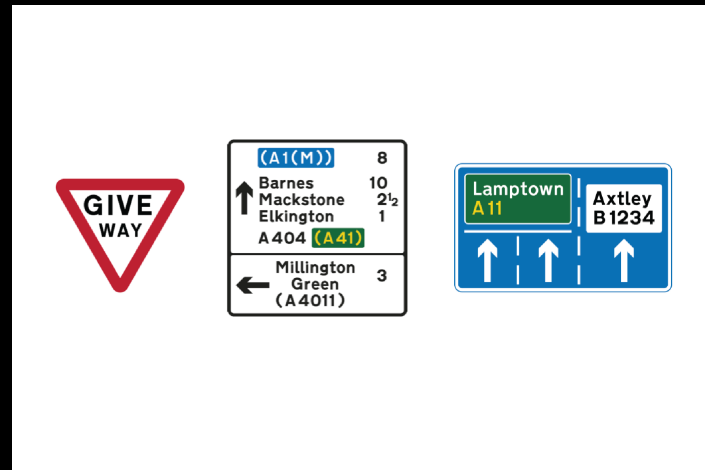 GIVE
WAY
(A1(M)) 8
Barnes 10
Mackstone 2½
Elkington 1
A404 (A41)
Millington
Green 3
(A4011)
Lamptown
A11
Axtley
B1234